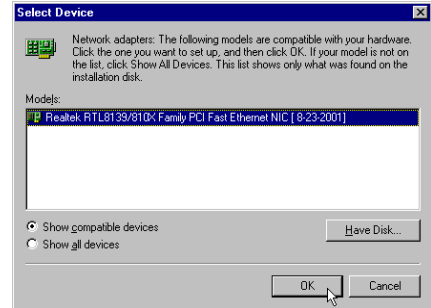 Select Device
Network adapters: The following models are compatible with your hardware.
Click the one you want to set up, and then click OK. If your model is not on
the list, click Show All Devices. This list shows only what was found on the
installation disk.
Models:
Realtek RTL8139/810X Family PCI Fast Ethernet NIC [ 8-23-2001]
Show compatible devices
Show all devices
Have Disk...
OK
Cancel